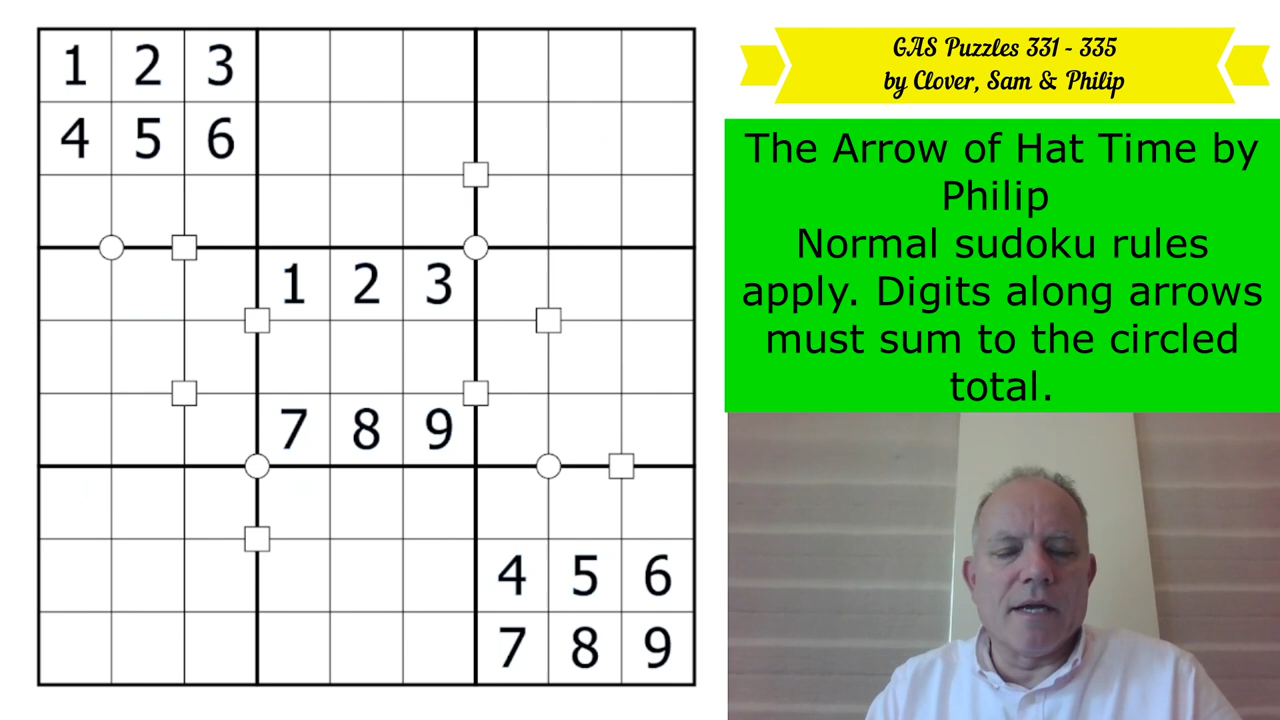 1 2 3
4 5 6
1 2 3
7 8 9
4 5 6
7 8 9
GAS Puzzles 331 - 335
by Clover, Sam & Philip
The Arrow of Hat Time by
Philip
Normal sudoku rules
apply. Digits along arrows
must sum to the circled
total.